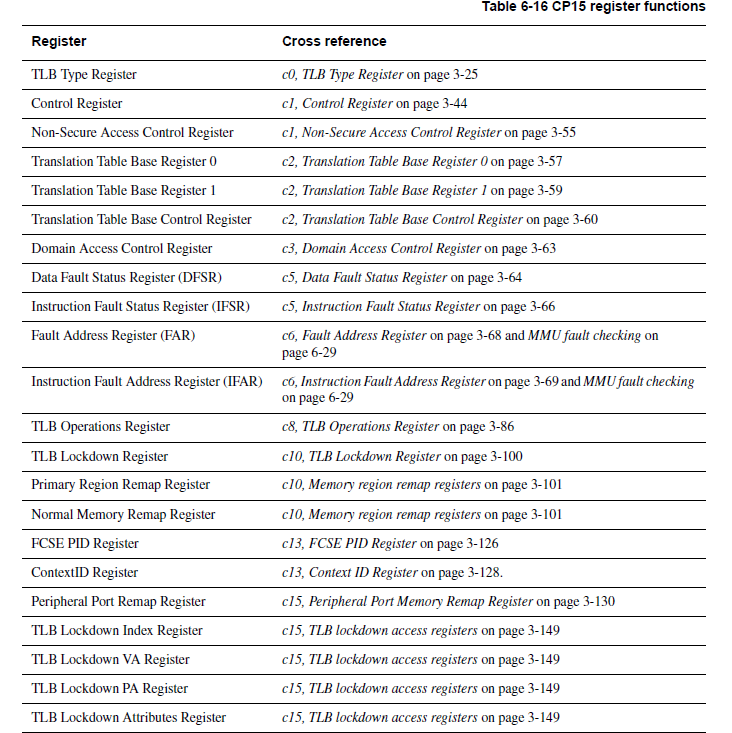 Table 6-16 CP15 register functions
Register Cross reference
TLB Type Register c0, TLB Type Register on page 3-25
Control Register c1, Control Register on page 3-44
Non-Secure Access Control Register c1, Non-Secure Access Control Register on page 3-55
Translation Table Base Register 0 c2, Translation Table Base Register 0 on page 3-57
Translation Table Base Register 1 c2, Translation Table Base Register 1 on page 3-59
Translation Table Base Control Register c2, Translation Table Base Control Register on page 3-60
Domain Access Control Register c3, Domain Access Control Register on page 3-63
Data Fault Status Register (DFSR) c5, Data Fault Status Register on page 3-64
Instruction Fault Status Register (IFSR) c5, Instruction Fault Status Register on page 3-66
Fault Address Register (FAR) c6, Fault Address Register on page 3-68 and MMU fault checking on
page 6-29
Instruction Fault Address Register (IFAR) c6, Instruction Fault Address Register on page 3-69 and MMU fault checking
on page 6-29
TLB Operations Register c8, TLB Operations Register on page 3-86
TLB Lockdown Register c10, TLB Lockdown Register on page 3-100
Primary Region Remap Register c10, Memory region remap registers on page 3-101
Normal Memory Remap Register c10, Memory region remap registers on page 3-101
FCSE PID Register c13, FCSE PID Register on page 3-126
ContextID Register c13, Context ID Register on page 3-128.
Peripheral Port Remap Register c15, Peripheral Port Memory Remap Register on page 3-130
TLB Lockdown Index Register c15, TLB lockdown access registers on page 3-149
TLB Lockdown VA Register c15, TLB lockdown access registers on page 3-149
TLB Lockdown PA Register c15, TLB lockdown access registers on page 3-149
TLB Lockdown Attributes Register c15, TLB lockdown access registers on page 3-149